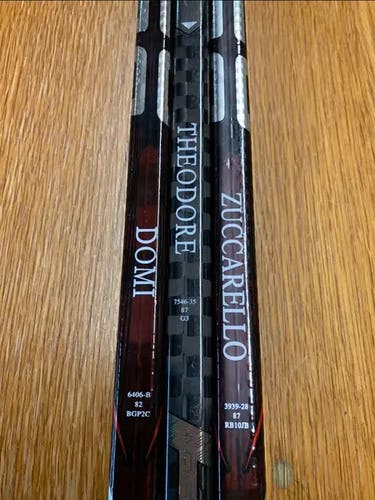 DOMI
6406-B
82
BGP2C
THEODORE
7546-35
87
G3
ZUCCARELLO
3939-28
87
RB10JB